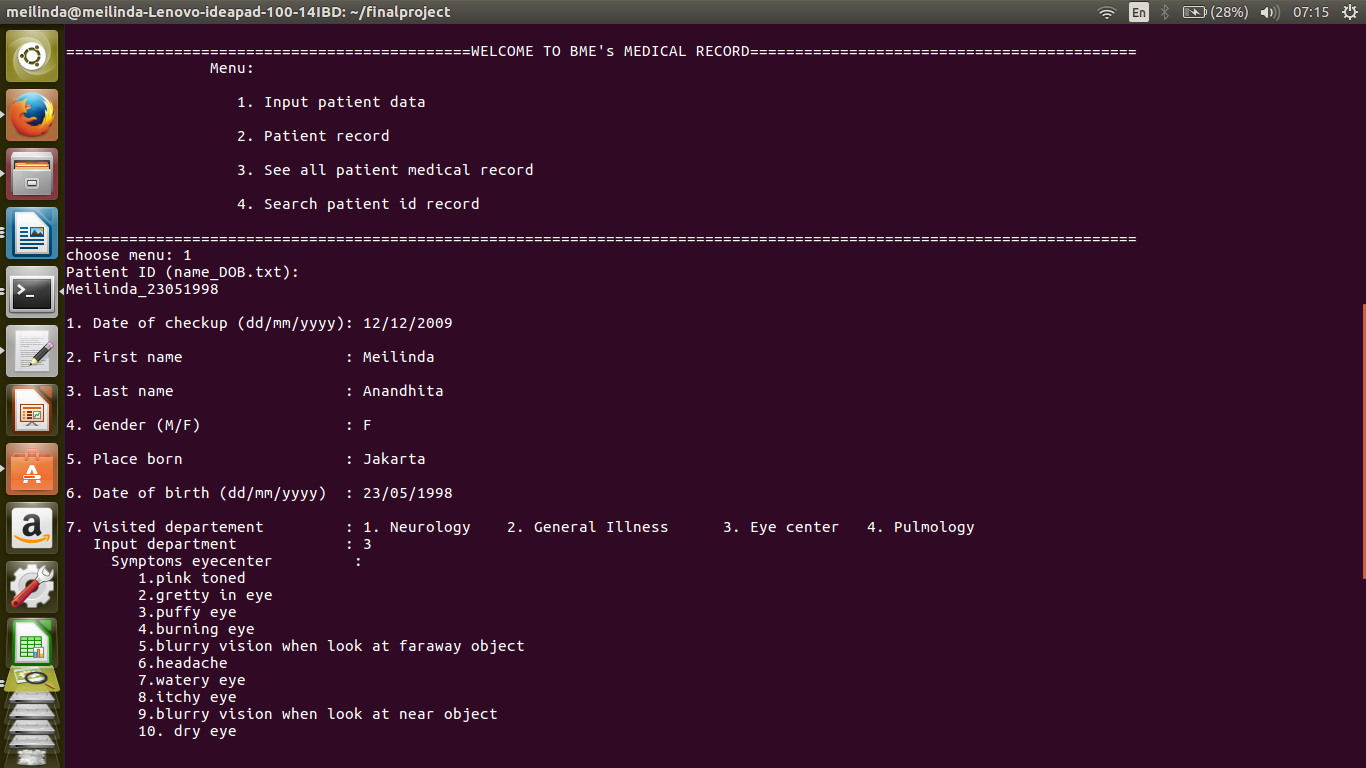 meilinda@meilinda-Lenovo-ideapad-100-14IBD: ~/finalproject
En (28%) 07:15
=============================================WELCOME TO BME's MEDICAL RECORD===========================================
Menu:
1. Input patient data
2. Patient record
3. See all patient medical record
4. Search patient id record
=======================================================================================================================
choose menu: 1
Patient ID (name_DOB.txt):
Meilinda_23051998
1. Date of checkup (dd/mm/yyyy): 12/12/2009
2. First name : Meilinda
3. Last name : Anandhita
4. Gender (M/F) : F
5. Place born : Jakarta
6. Date of birth (dd/mm/yyyy) : 23/05/1998
7. Visited departement : 1. Neurology 2. General Illness 3. Eye center 4. Pulmology
Input department : 3
Symptoms eyecenter :
1.pink toned
2.gretty in eye
3.puffy eye
4.burning eye
5.blurry vision when look at faraway object
6.headache
7.watery eye
8.itchy eye
9.blurry vision when look at near object
10. dry eye